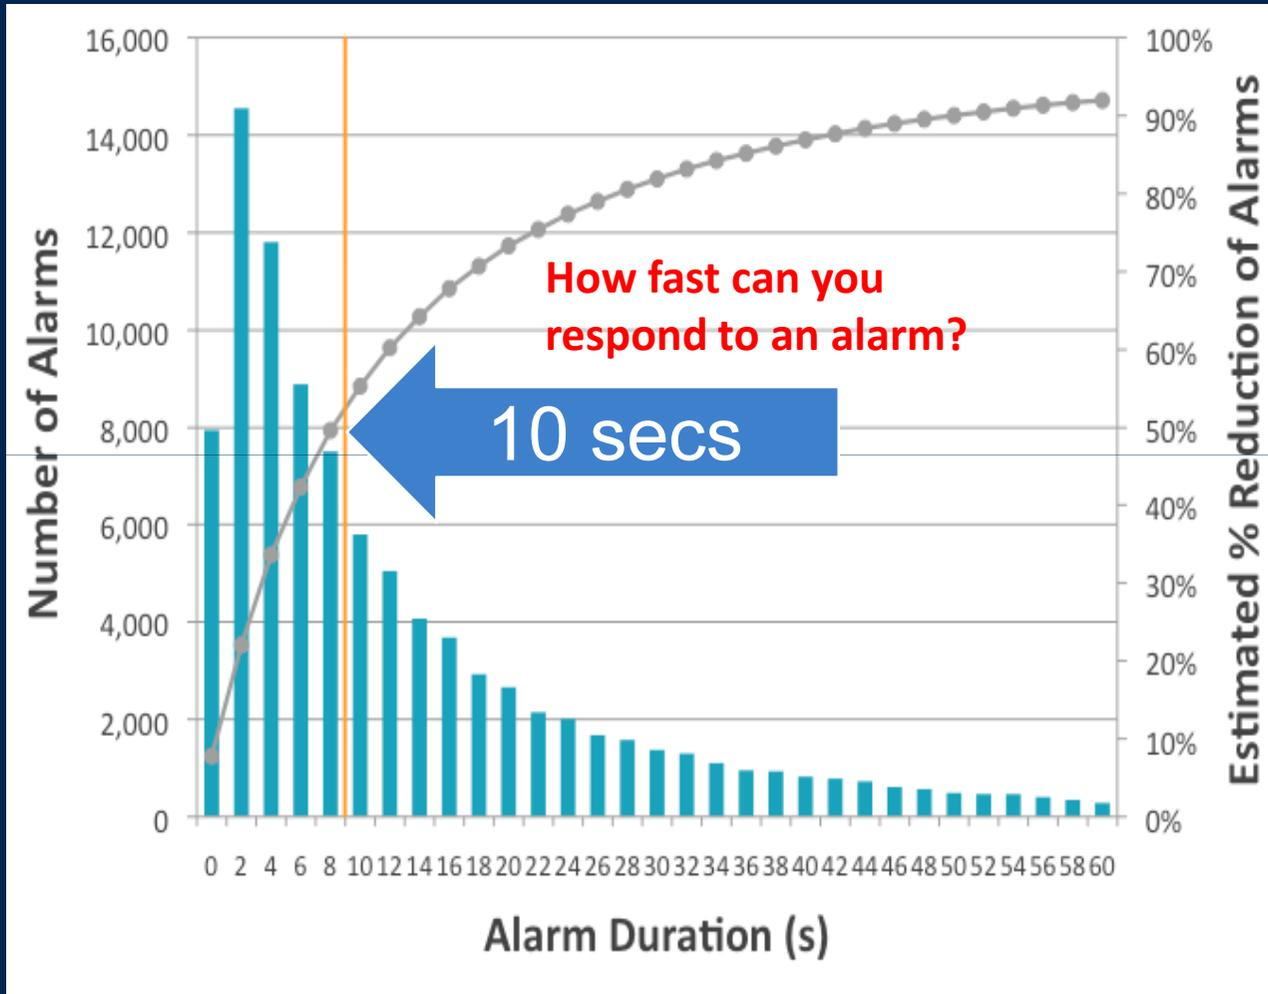 16,000
14,000
12,000
10,000
8,000
6,000
4,000
2,000
0
Number of Alarms
100%
90%
80%
70%
60%
50%
40%
30%
20%
10%
0%
Estimated % Reduction of Alarms
How fast can you
respond to an alarm?
10 secs
0 2 4 6 8 10 12 14 16 18 20 22 24 26 28 30 32 34 36 38 40 42 44 46 48 50 52 54 56 58 60
Alarm Duration (s)